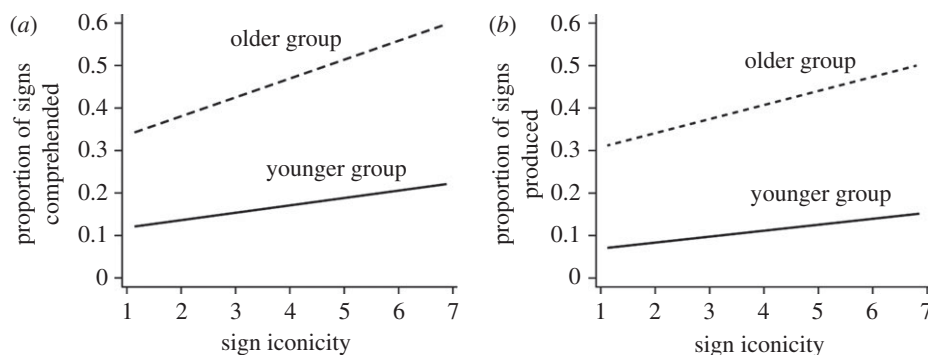 (a)
0.6
0.5
0.4
0.3
0.2
0.1
0
proportion of signs
comprehended
older group
younger group
1 2 3 4 5 6 7
sign iconicity
(b)
0.6
0.5
0.4
0.3
0.2
0.1
0
proportion of signs
produced
older group
younger group
1 2 3 4 5 6 7
sign iconicity